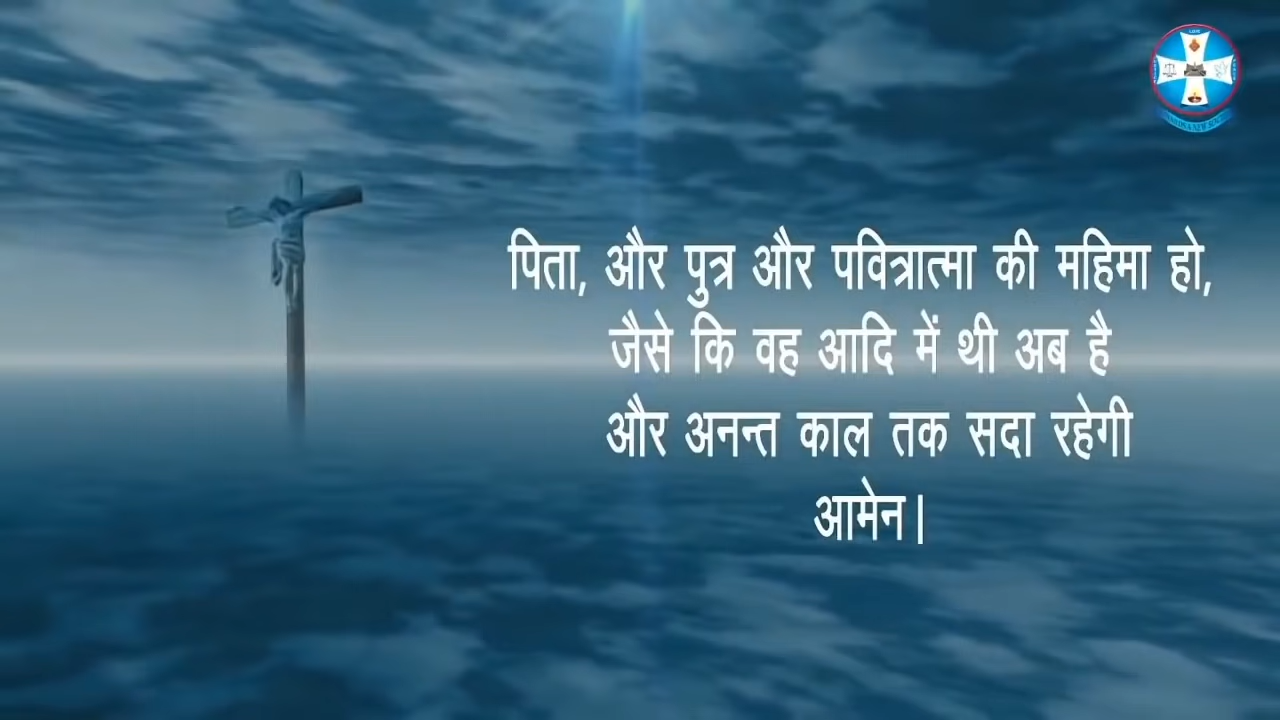 पिता, और पुत्र और पवित्रात्मा की महिमा हो,
जैसे कि वह आदि में थी अब है
और अनन्त काल तक सदा रहेगी
आमेन|